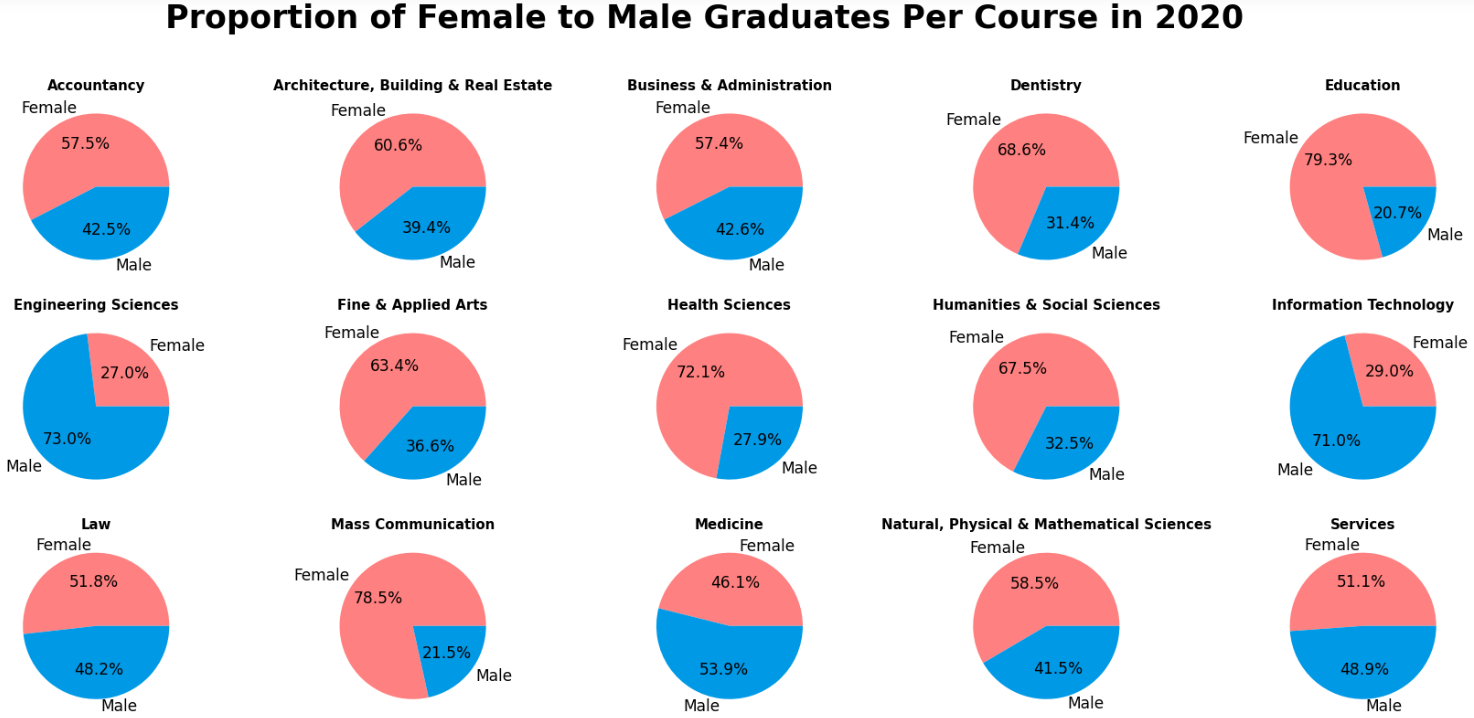 Proportion of Female to Male Graduates Per Course in 2020
Accountancy
Female
57.5%
42.5%
Male
Architecture, Building & Real Estate
Female
60.6%
39.4%
Male
Business & Administration
Female
57.4%
42.6%
Male
Dentistry
Female
68.6%
31.4%
Male
Education
Female
79.3%
20.7%
Male
Engineering Sciences
Female
27.0%
73.0%
Male
Fine & Applied Arts
Female
63.4%
36.6%
Male
Health Sciences
Female
72.1%
27.9%
Male
Humanities & Social Sciences
Female
67.5%
32.5%
Male
Information Technology
Female
29.0%
71.0%
Male
Law
Female
51.8%
48.2%
Male
Mass Communication
Female
78.5%
21.5%
Male
Medicine
Female
46.1%
53.9%
Male
Natural, Physical & Mathematical Sciences
Female
58.5%
41.5%
Male
Services
Female
51.1%
48.9%
Male